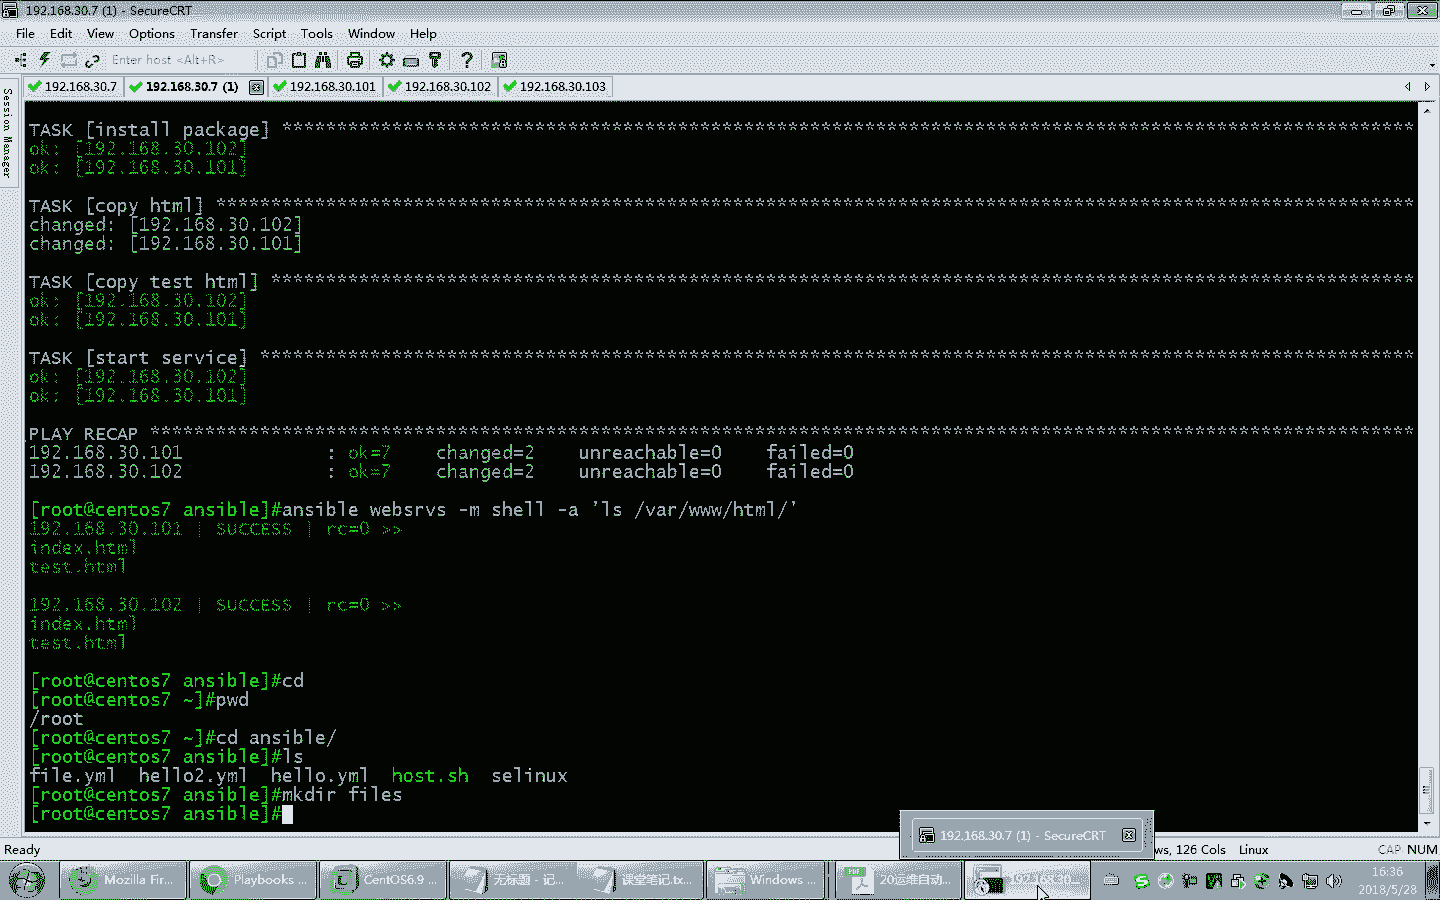 192.168.30.7 (1) - SecureCRT
File Edit View Options Transfer Script Tools Window Help
Enter host <Alt+R>
192.168.30.7 192.168.30.7 (1) 192.168.30.101 192.168.30.102 192.168.30.103
Session Manager
TASK [install package] *******************************************************************************************************
ok: [192.168.30.102]
ok: [192.168.30.101]
TASK [copy html] *************************************************************************************************************
changed: [192.168.30.102]
changed: [192.168.30.101]
TASK [copy test html] ********************************************************************************************************
ok: [192.168.30.102]
ok: [192.168.30.101]
TASK [start service] *********************************************************************************************************
ok: [192.168.30.102]
ok: [192.168.30.101]
PLAY RECAP *******************************************************************************************************************
192.168.30.101 : ok=7 changed=2 unreachable=0 failed=0
192.168.30.102 : ok=7 changed=2 unreachable=0 failed=0
[root@centos7 ansible]#ansible websrvs -m shell -a 'ls /var/www/html/'
192.168.30.101 | SUCCESS | rc=0 >>
index.html
test.html
192.168.30.102 | SUCCESS | rc=0 >>
index.html
test.html
[root@centos7 ansible]#cd
[root@centos7 ~]#pwd
/root
[root@centos7 ~]#cd ansible/
[root@centos7 ansible]#ls
file.yml hello2.yml hello.yml host.sh selinux
[root@centos7 ansible]#mkdir files
[root@centos7 ansible]#
192.168.30.7 (1) - SecureCRT
Ready ws, 126 Cols Linux CAP NUM
Mozilla Fir... Playbooks ... CentOS6.9 ... 无标题 - 记... 课堂笔记.tx... Windows ... 20运维自动... 192.168.30... 16:36
2018/5/28